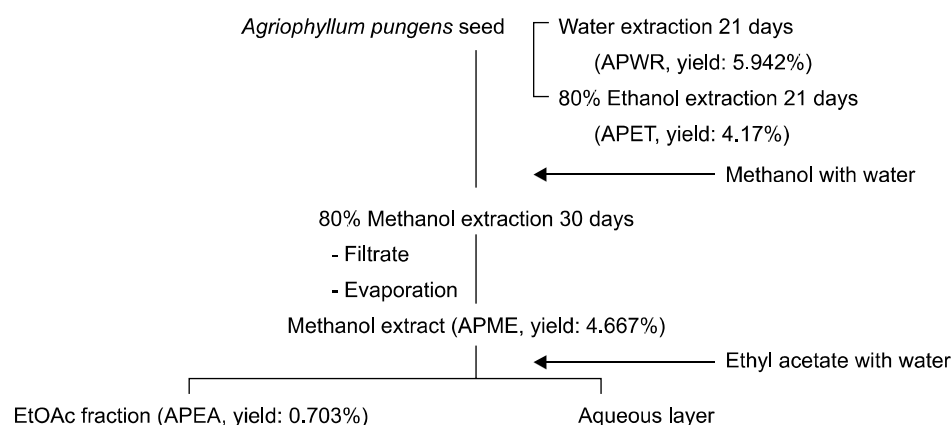 Agriophyllum pungens seed
Water extraction 21 days
(APWR, yield: 5.942%)
80% Ethanol extraction 21 days
(APET, yield: 4.17%)
Methanol with water
80% Methanol extraction 30 days
- Filtrate
- Evaporation
Methanol extract (APME, yield: 4.667%)
Ethyl acetate with water
EtOAc fraction (APEA, yield: 0.703%)
Aqueous layer